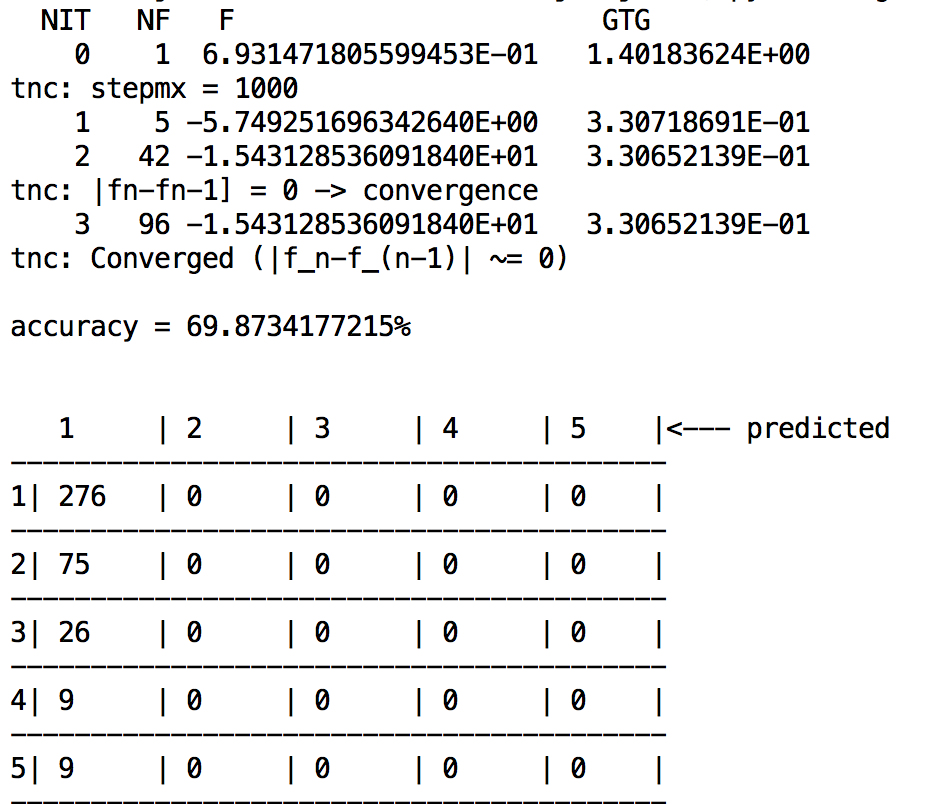 NIT   NF   F                       GTG
    0    1  6.931471805599453E-01   1.40183624E+00
tnc: stepmx = 1000
    1    5 -5.749251696342640E+00   3.30718691E-01
    2   42 -1.543128536091840E+01   3.30652139E-01
tnc: |fn-fn-1] = 0 -> convergence
    3   96 -1.543128536091840E+01   3.30652139E-01
tnc: Converged (|f_n-f_(n-1)| ~= 0)
accuracy = 69.8734177215%
   1     | 2     | 3     | 4     | 5    |<--- predicted
-----------------------------------------
1| 276   | 0     | 0     | 0     | 0    |
-----------------------------------------
2| 75    | 0     | 0     | 0     | 0    |
-----------------------------------------
3| 26    | 0     | 0     | 0     | 0    |
-----------------------------------------
4| 9     | 0     | 0     | 0     | 0    |
-----------------------------------------
5| 9     | 0     | 0     | 0     | 0    |
-----------------------------------------